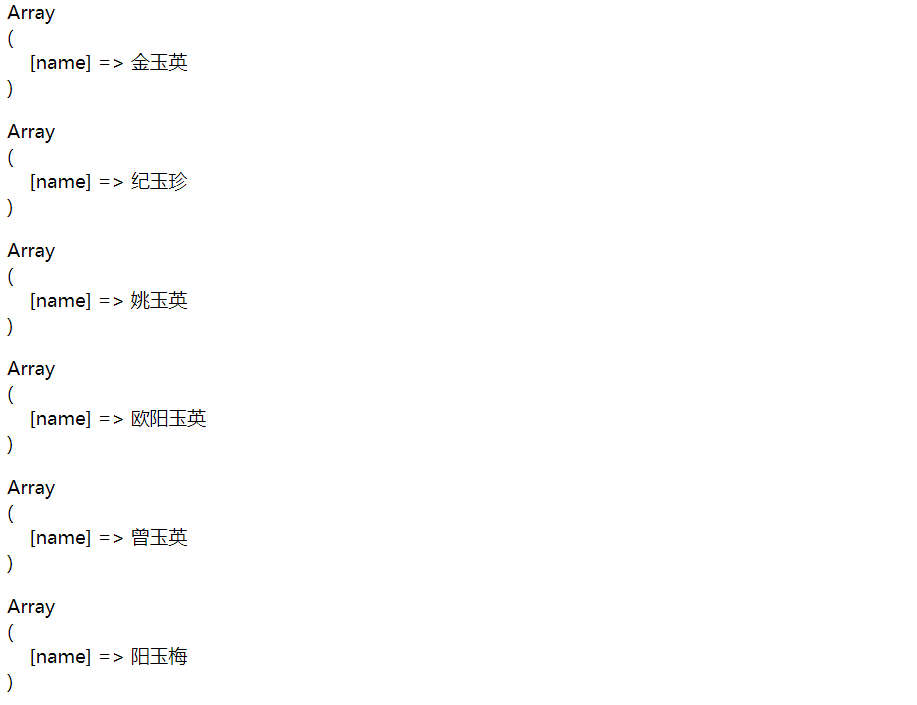 Array
(
    [name] => 金玉英
)
Array
(
    [name] => 纪玉珍
)
Array
(
    [name] => 姚玉英
)
Array
(
    [name] => 欧阳玉英
)
Array
(
    [name] => 曾玉英
)
Array
(
    [name] => 阳玉梅
)